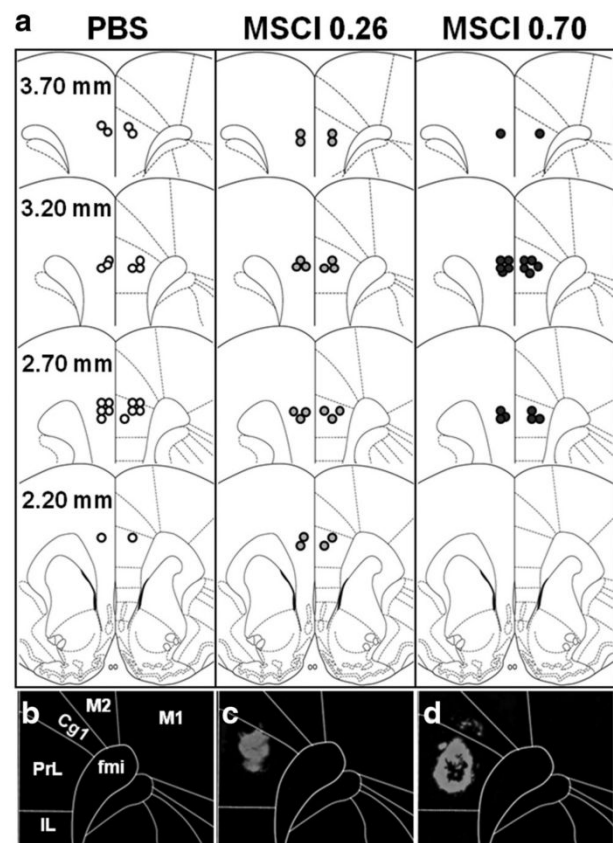 a
PBS MSCI 0.26 MSCI 0.70
3.70 mm
3.20 mm
2.70 mm
2.20 mm
b M2 M1 c d
Cg1
PrL fmi
IL